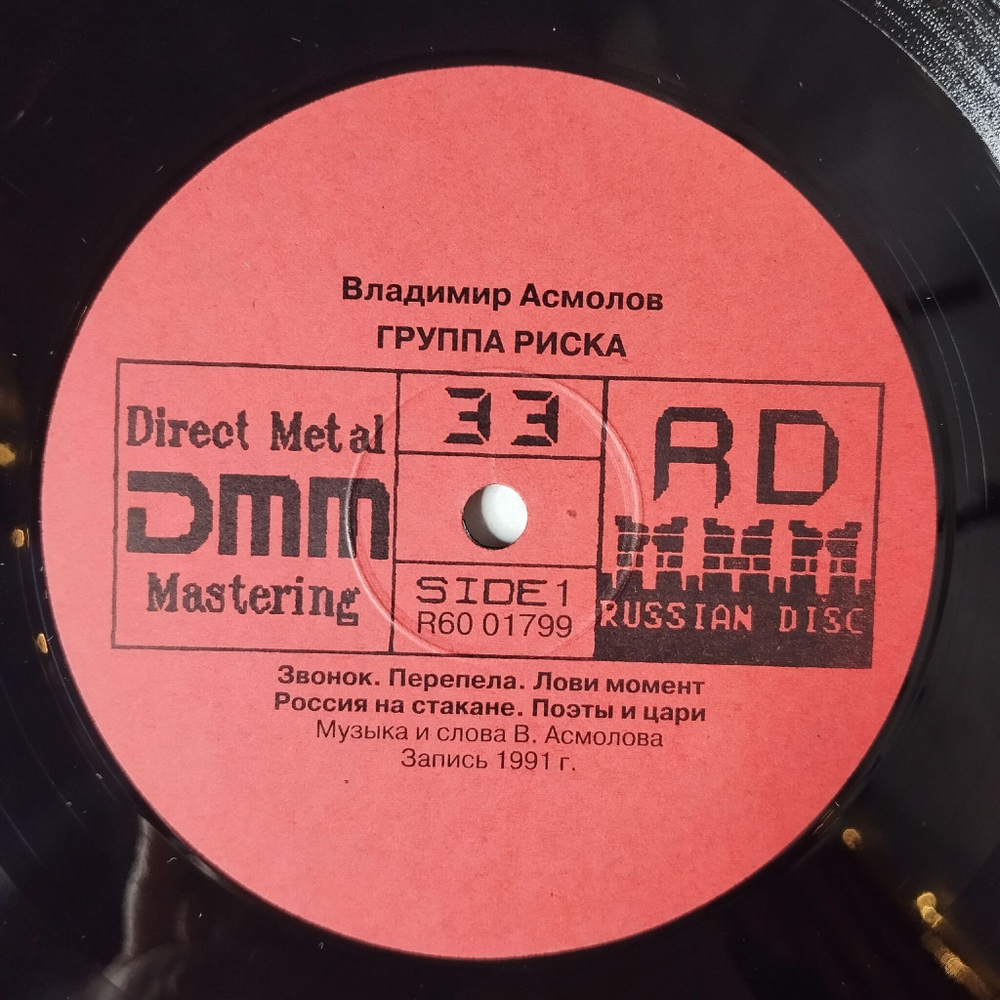 Владимир Асмолов
ГРУППА РИСКА
Direct Metal
DMM
Mastering
33
SIDE 1
R60 01799
RD
RUSSIAN DISC
Звонок. Перепела. Лови момент
Россия на стакане. Поэты и цари
Музыка и слова В. Асмолова
Запись 1991 г.